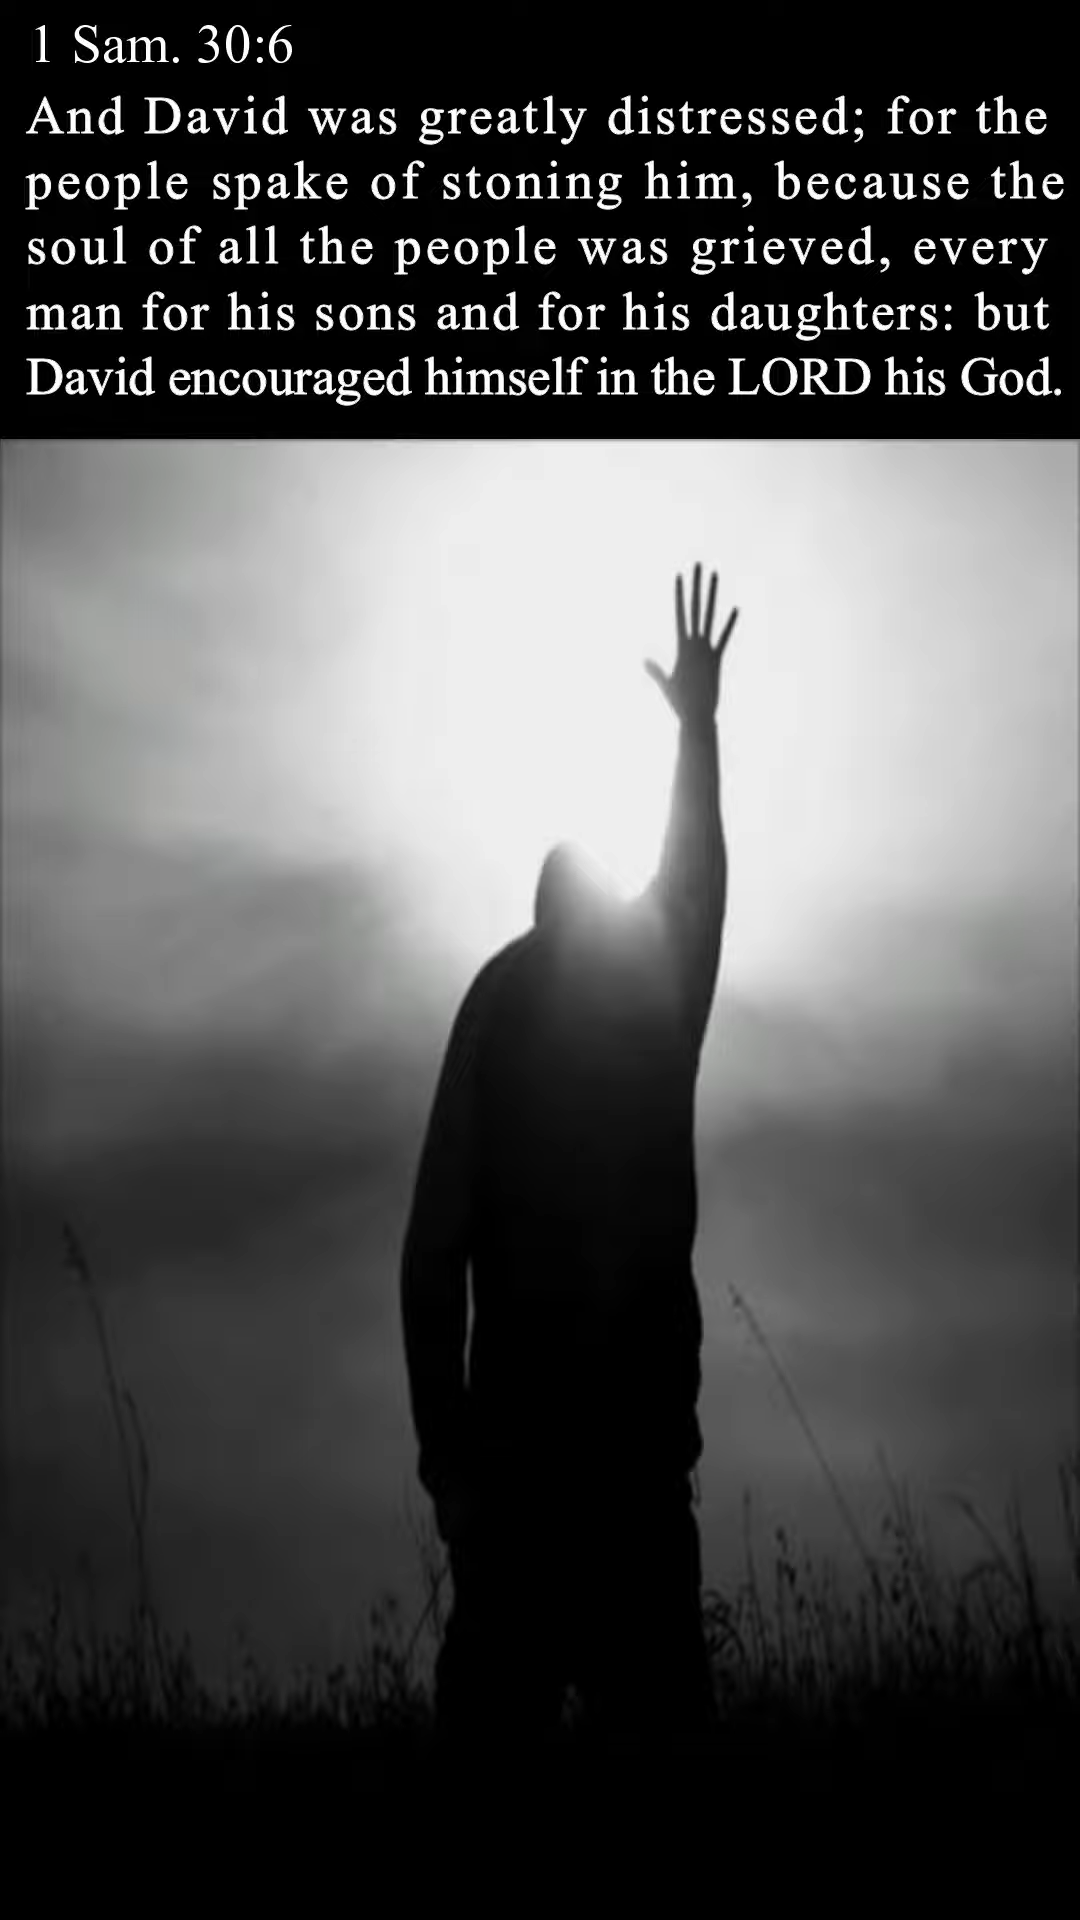 1 Sam. 30:6
And David was greatly distressed; for the
people spake of stoning him, because the
soul of all the people was grieved, every
man for his sons and for his daughters: but
David encouraged himself in the LORD his God.